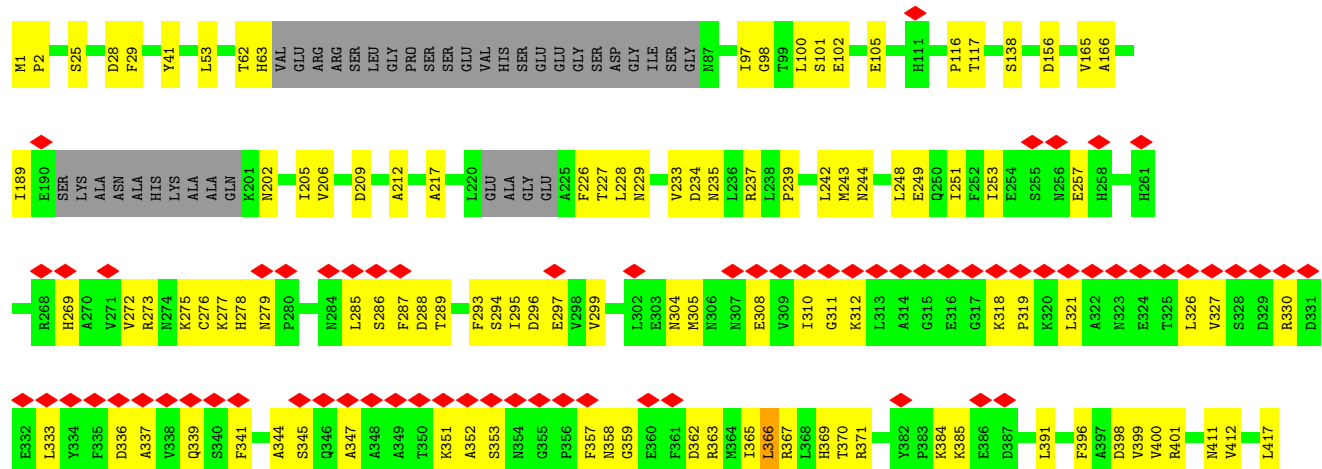 M1 P2 S25 D28 F29 Y41 L53 T62 H63 VAL GLU ARG ARG SER LEU GLY PRO SER SER GLU VAL HIS SER GLU GLU GLY SER ASP GLY ILE SER GLY N87 I97 G98 T99 L100 S101 E102 E105 H111 P116 T117 S138 D156 V165 A166
I189 E190 SER LYS ALA ASN ALA HIS LYS ALA ALA GLN K201 N202 I205 V206 D209 A212 A217 L220 GLU ALA GLY GLU A225 F226 T227 L228 N229 V233 D234 N235 L236 R237 L238 P239 L242 M243 N244 L248 E249 Q250 I251 F252 I253 E254 S255 N256 E257 H258 H261
R268 H269 A270 V271 V272 R273 N274 K275 C276 K277 H278 N279 P280 N284 L285 S286 F287 D288 T289 F293 S294 I295 D296 E297 V298 V299 L302 E303 N304 M305 N306 N307 E308 V309 I310 G311 K312 L313 A314 G315 E316 G317 K318 P319 K320 L321 A322 N323 E324 T325 L326 V327 S328 D329 R330 D331
E332 L333 Y334 F335 D336 A337 V338 Q339 S340 F341 A344 S345 Q346 A347 A348 A349 T350 K351 A352 S353 N354 G355 P356 F357 N358 G359 E360 F361 D362 R363 M364 I365 L366 R367 L368 H369 T370 R371 Y382 P383 K384 K385 E386 D387 L391 F396 A397 D398 V399 V400 R401 N411 V412 L417